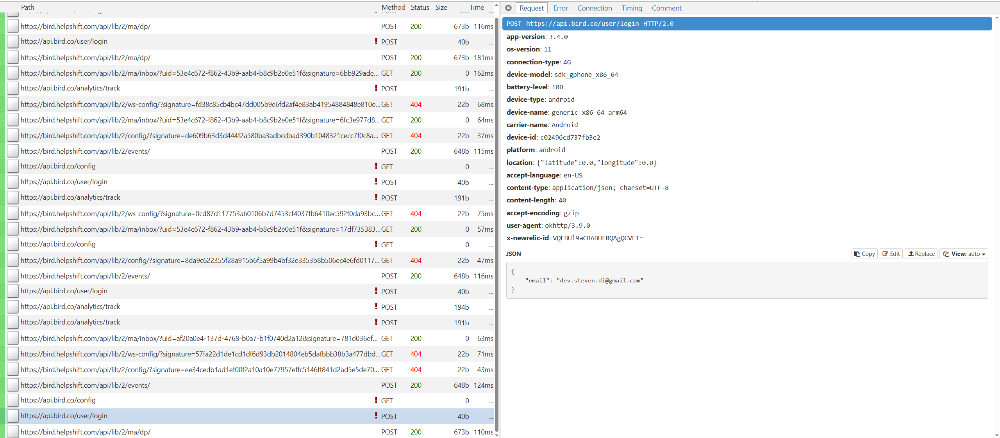 Path Method Status Size Time
https://bird.helpshift.com/api/lib/2/ma/dp/ POST 200 673b 116ms
https://api.bird.co/user/login ! POST 40b ...
https://bird.helpshift.com/api/lib/2/ma/dp/ POST 200 673b 181ms
https://bird.helpshift.com/api/lib/2/ma/inbox/?uid=53e4c672-f862-43b9-aab4-b8c9b2e0e51f&signature=6bb929ade... GET 200 0 162ms
https://api.bird.co/analytics/track ! POST 191b ...
https://bird.helpshift.com/api/lib/2/ws-config/?signature=fd38c85cb4bc47dd005b9e6fd2af4e83ab41954884848e810e... GET 404 22b 68ms
https://bird.helpshift.com/api/lib/2/ma/inbox/?uid=53e4c672-f862-43b9-aab4-b8c9b2e0e51f&signature=6fc3e977d8... GET 200 0 64ms
https://bird.helpshift.com/api/lib/2/config/?signature=de609b63d3d444f2a580ba3adbcdbad390b1048321cecc7f0c8a... GET 404 22b 37ms
https://bird.helpshift.com/api/lib/2/events/ POST 200 648b 115ms
https://api.bird.co/config ! GET 0 ...
https://api.bird.co/user/login ! POST 40b ...
https://api.bird.co/analytics/track ! POST 191b ...
https://bird.helpshift.com/api/lib/2/ws-config/?signature=0cd87d117753a60106b7d7453cf4037fb6410ec592f0da93bc... GET 404 22b 75ms
https://bird.helpshift.com/api/lib/2/ma/inbox/?uid=53e4c672-f862-43b9-aab4-b8c9b2e0e51f&signature=17df735383... GET 200 0 57ms
https://api.bird.co/config ! GET 0 ...
https://bird.helpshift.com/api/lib/2/config/?signature=8da9c622355f28a915b6f5a99b4bf32e3353b8b506ec4e6fd0117... GET 404 22b 47ms
https://bird.helpshift.com/api/lib/2/events/ POST 200 648b 116ms
https://api.bird.co/user/login ! POST 40b ...
https://api.bird.co/analytics/track ! POST 194b ...
https://api.bird.co/analytics/track ! POST 191b ...
https://bird.helpshift.com/api/lib/2/ma/inbox/?uid=af20a0e4-137d-4768-b0a7-b1f0740d2a12&signature=781d036ef... GET 200 0 63ms
https://bird.helpshift.com/api/lib/2/ws-config/?signature=57fa22d1de1cd1df6d93db2014804eb5dafbbb38b3a477dbd... GET 404 22b 71ms
https://bird.helpshift.com/api/lib/2/config/?signature=ee34cedb1ad1ef00f2a10a10e77957effc5146ff841d2ad5e5de70... GET 404 22b 43ms
https://bird.helpshift.com/api/lib/2/events/ POST 200 648b 124ms
https://api.bird.co/config ! GET 0 ...
https://api.bird.co/user/login ! POST 40b ...
https://bird.helpshift.com/api/lib/2/ma/dp/ POST 200 673b 110ms
Request Error Connection Timing Comment
POST https://api.bird.co/user/login HTTP/2.0
app-version: 3.4.0
os-version: 11
connection-type: 4G
device-model: sdk_gphone_x86_64
battery-level: 100
device-type: android
device-name: generic_x86_64_arm64
carrier-name: Android
device-id: c02496cd737fb3e2
platform: android
location: {"latitude":0.0,"longitude":0.0}
accept-language: en-US
content-type: application/json; charset=UTF-8
content-length: 40
accept-encoding: gzip
user-agent: okhttp/3.9.0
x-newrelic-id: VQEBUl9aCBABUFRQAgQCVFI=
JSON Copy Edit Replace View: auto
{
"email": "dev.steven.di@gmail.com"
}